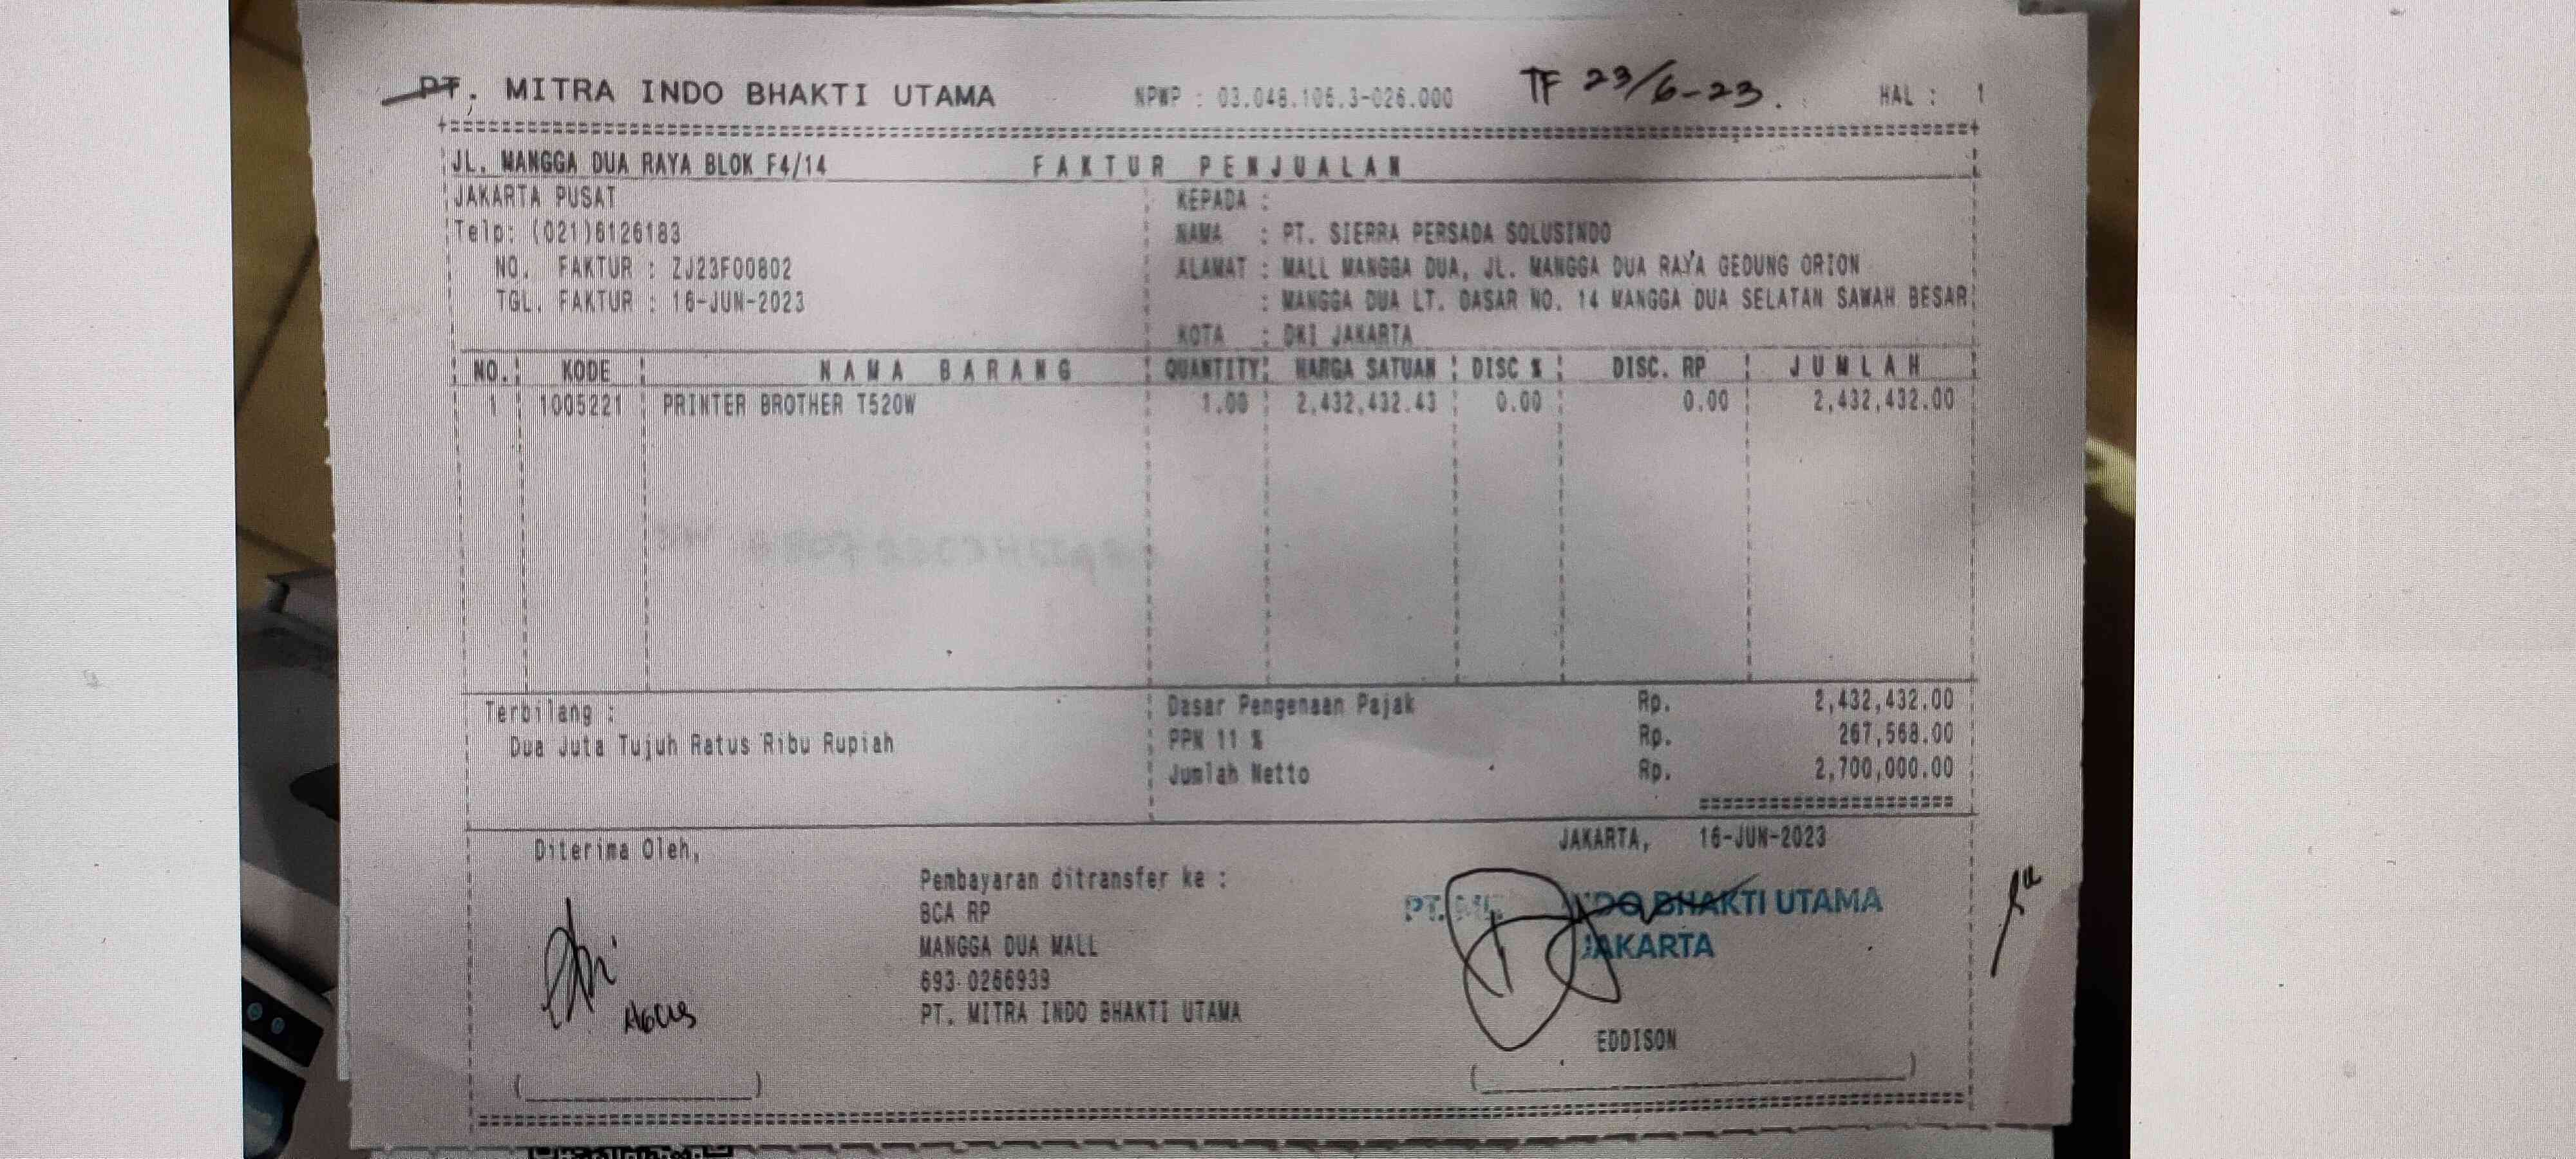 PT. MITRA INDO BHAKTI UTAMA NPWP : 03.048.106.3-026.000 TF 23/6-23. HAL : 1
JL. MANGGA DUA RAYA BLOK F4/14 FAKTUR PENJUALAN
JAKARTA PUSAT KEPADA :
Telp: (021)6126183 NAMA : PT. SIERRA PERSADA SOLUSINDO
NO. FAKTUR : ZJ23F00802 ALAMAT : MALL MANGGA DUA, JL. MANGGA DUA RAYA GEDUNG ORION
TGL. FAKTUR : 16-JUN-2023 : MANGGA DUA LT. DASAR NO. 14 MANGGA DUA SELATAN SAWAH BESAR
KOTA : DKI JAKARTA
NO. KODE NAMA BARANG QUANTITY HARGA SATUAN DISC % DISC. RP JUMLAH
1 1005221 PRINTER BROTHER T520W 1.00 2,432,432.43 0.00 0.00 2,432,432.00
Terbilang : Dasar Pengenaan Pajak Rp. 2,432,432.00
Dua Juta Tujuh Ratus Ribu Rupiah PPN 11 % Rp. 267,568.00
Jumlah Netto Rp. 2,700,000.00
Diterima Oleh, JAKARTA, 16-JUN-2023
Pembayaran ditransfer ke :
BCA RP PT. INDO BHAKTI UTAMA
MANGGA DUA MALL JAKARTA
693-0266939
Agus PT. MITRA INDO BHAKTI UTAMA
EDDISON